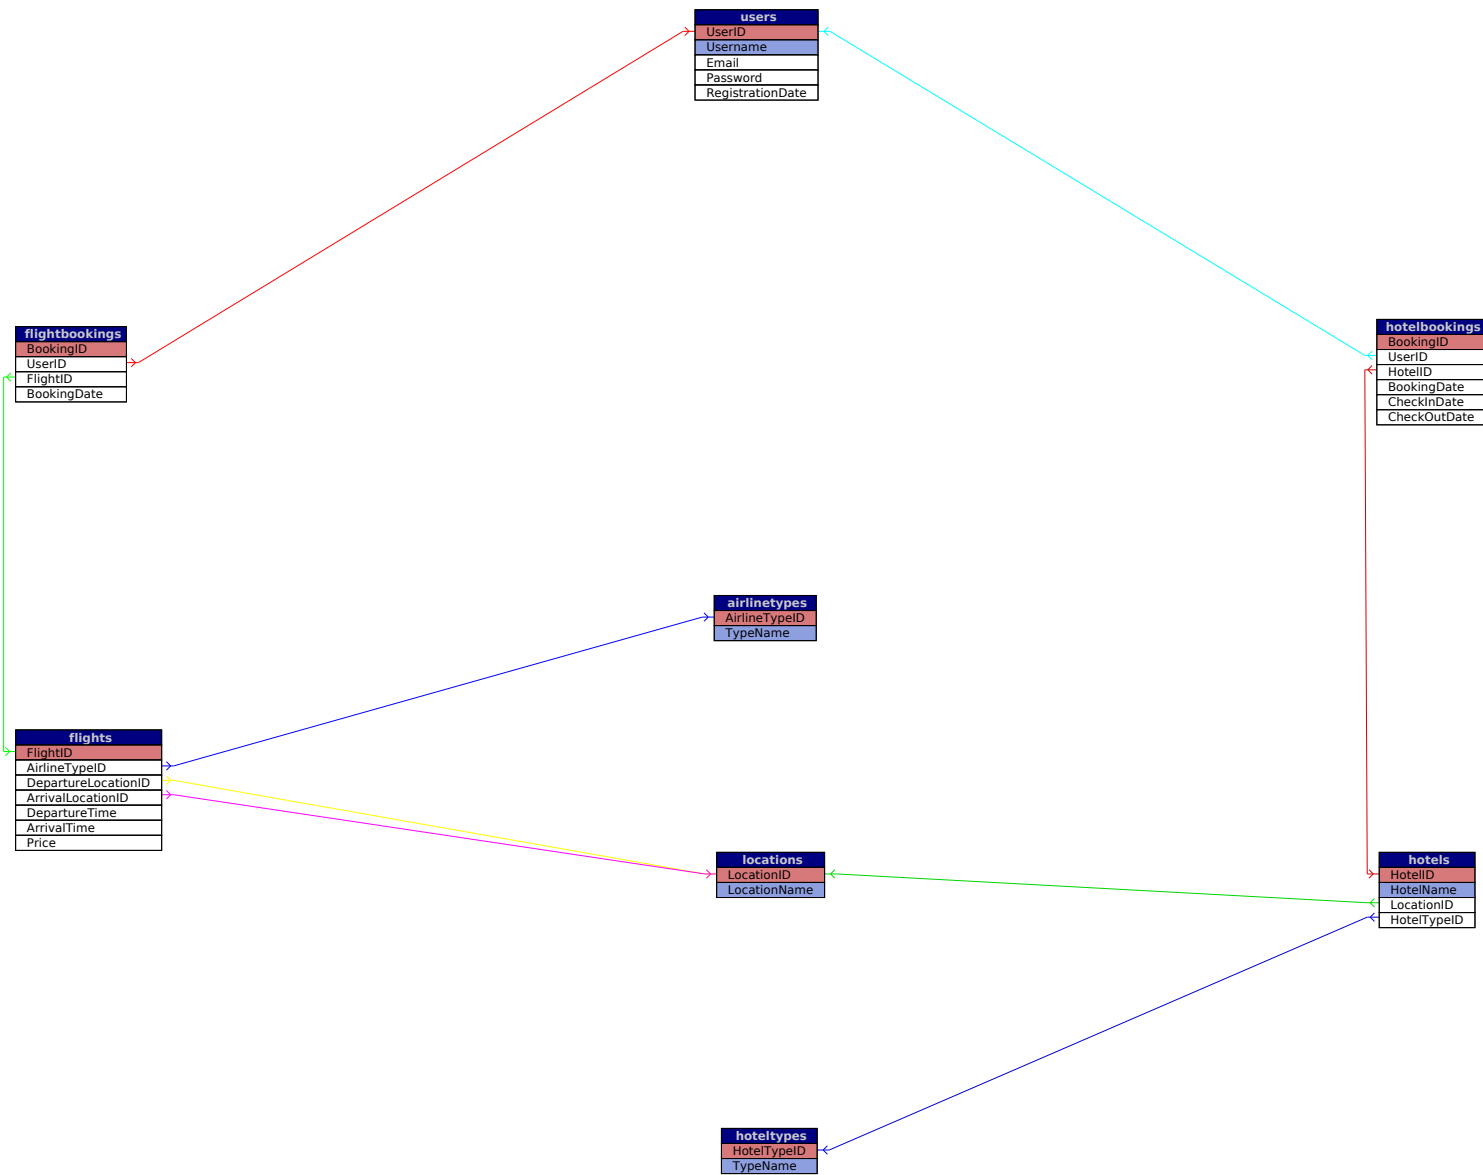 users
UserID
Username
Email
Password
RegistrationDate
flightbookings
BookingID
UserID
FlightID
BookingDate
hotelbookings
BookingID
UserID
HotelID
BookingDate
CheckInDate
CheckOutDate
airlinetypes
AirlineTypeID
TypeName
flights
FlightID
AirlineTypeID
DepartureLocationID
ArrivalLocationID
DepartureTime
ArrivalTime
Price
locations
LocationID
LocationName
hotels
HotelID
HotelName
LocationID
HotelTypeID
hoteltypes
HotelTypeID
TypeName